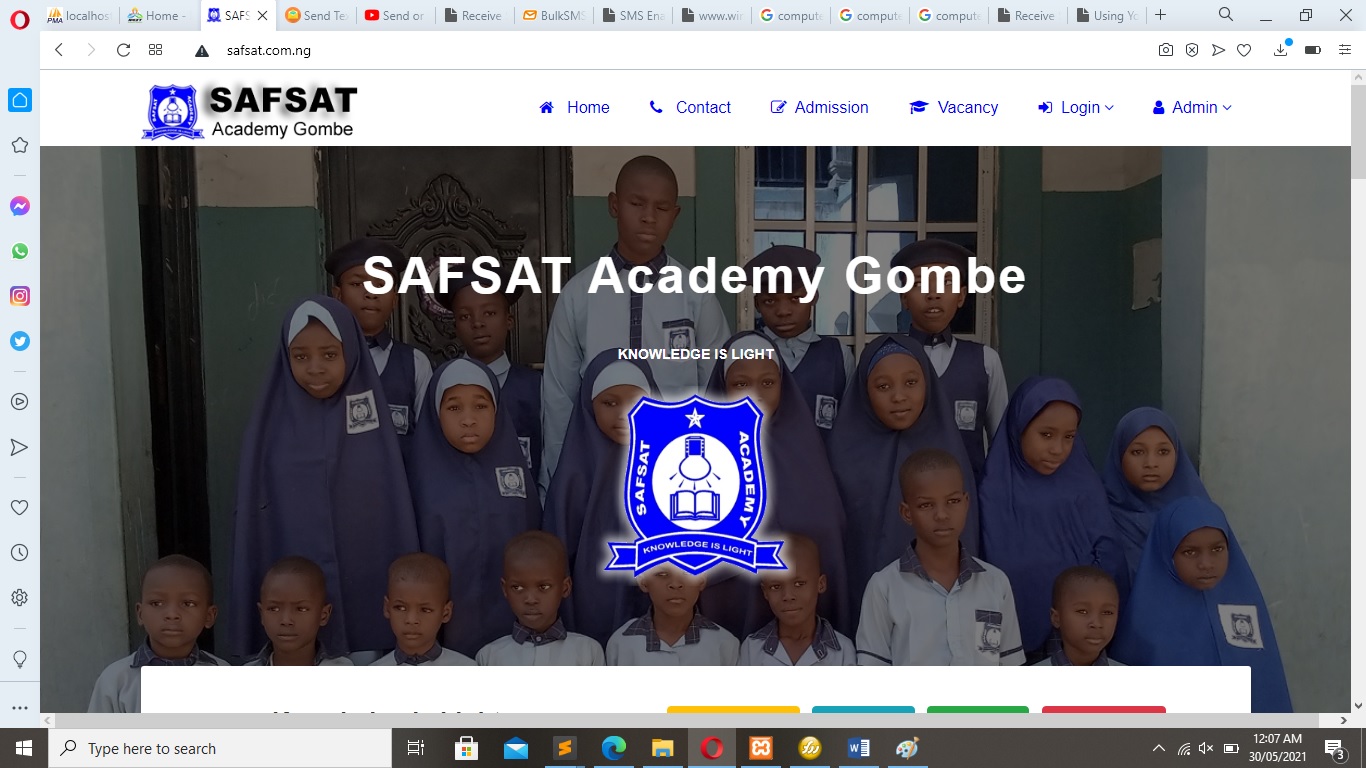 localhos
Home -
SAFS
Send Te
Send or
Receive
BulkSMS
SMS Ena
www.wir
compute
compute
compute
Receive
Using Yo
safsat.com.ng
SAFSAT
Academy Gombe
Home
Contact
Admission
Vacancy
Login
Admin
SAFSAT Academy Gombe
KNOWLEDGE IS LIGHT
SAFSAT
ACADEMY
KNOWLEDGE IS LIGHT
Type here to search
12:07 AM
30/05/2021
3